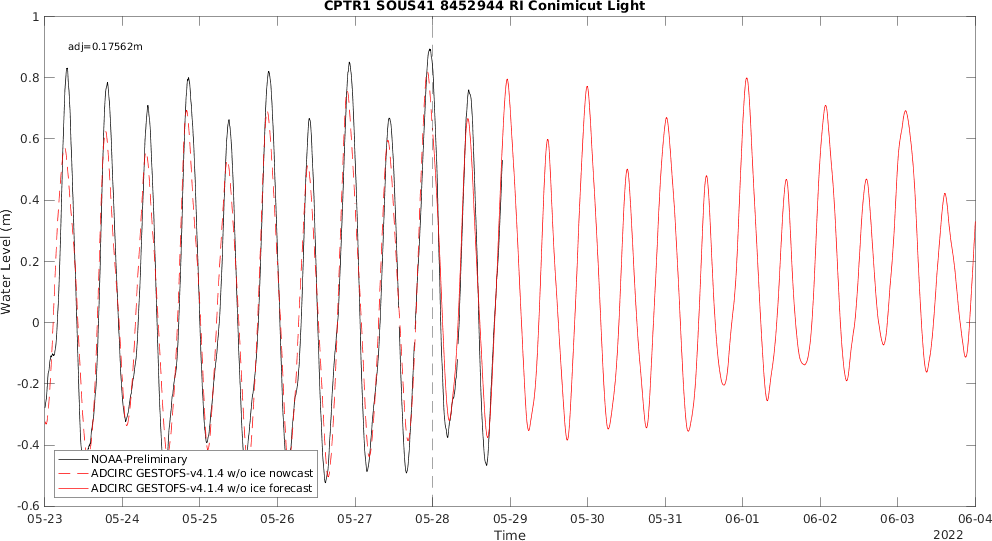 CPTR1 SOUS41 8452944 RI Conimicut Light
adj=0.17562m
Water Level (m)
1
0.8
0.6
0.4
0.2
0
-0.2
-0.4
-0.6
NOAA-Preliminary
ADCIRC GESTOFS-v4.1.4 w/o ice nowcast
ADCIRC GESTOFS-v4.1.4 w/o ice forecast
05-23 05-24 05-25 05-26 05-27 05-28 05-29 05-30 05-31 06-01 06-02 06-03 06-04
Time
2022